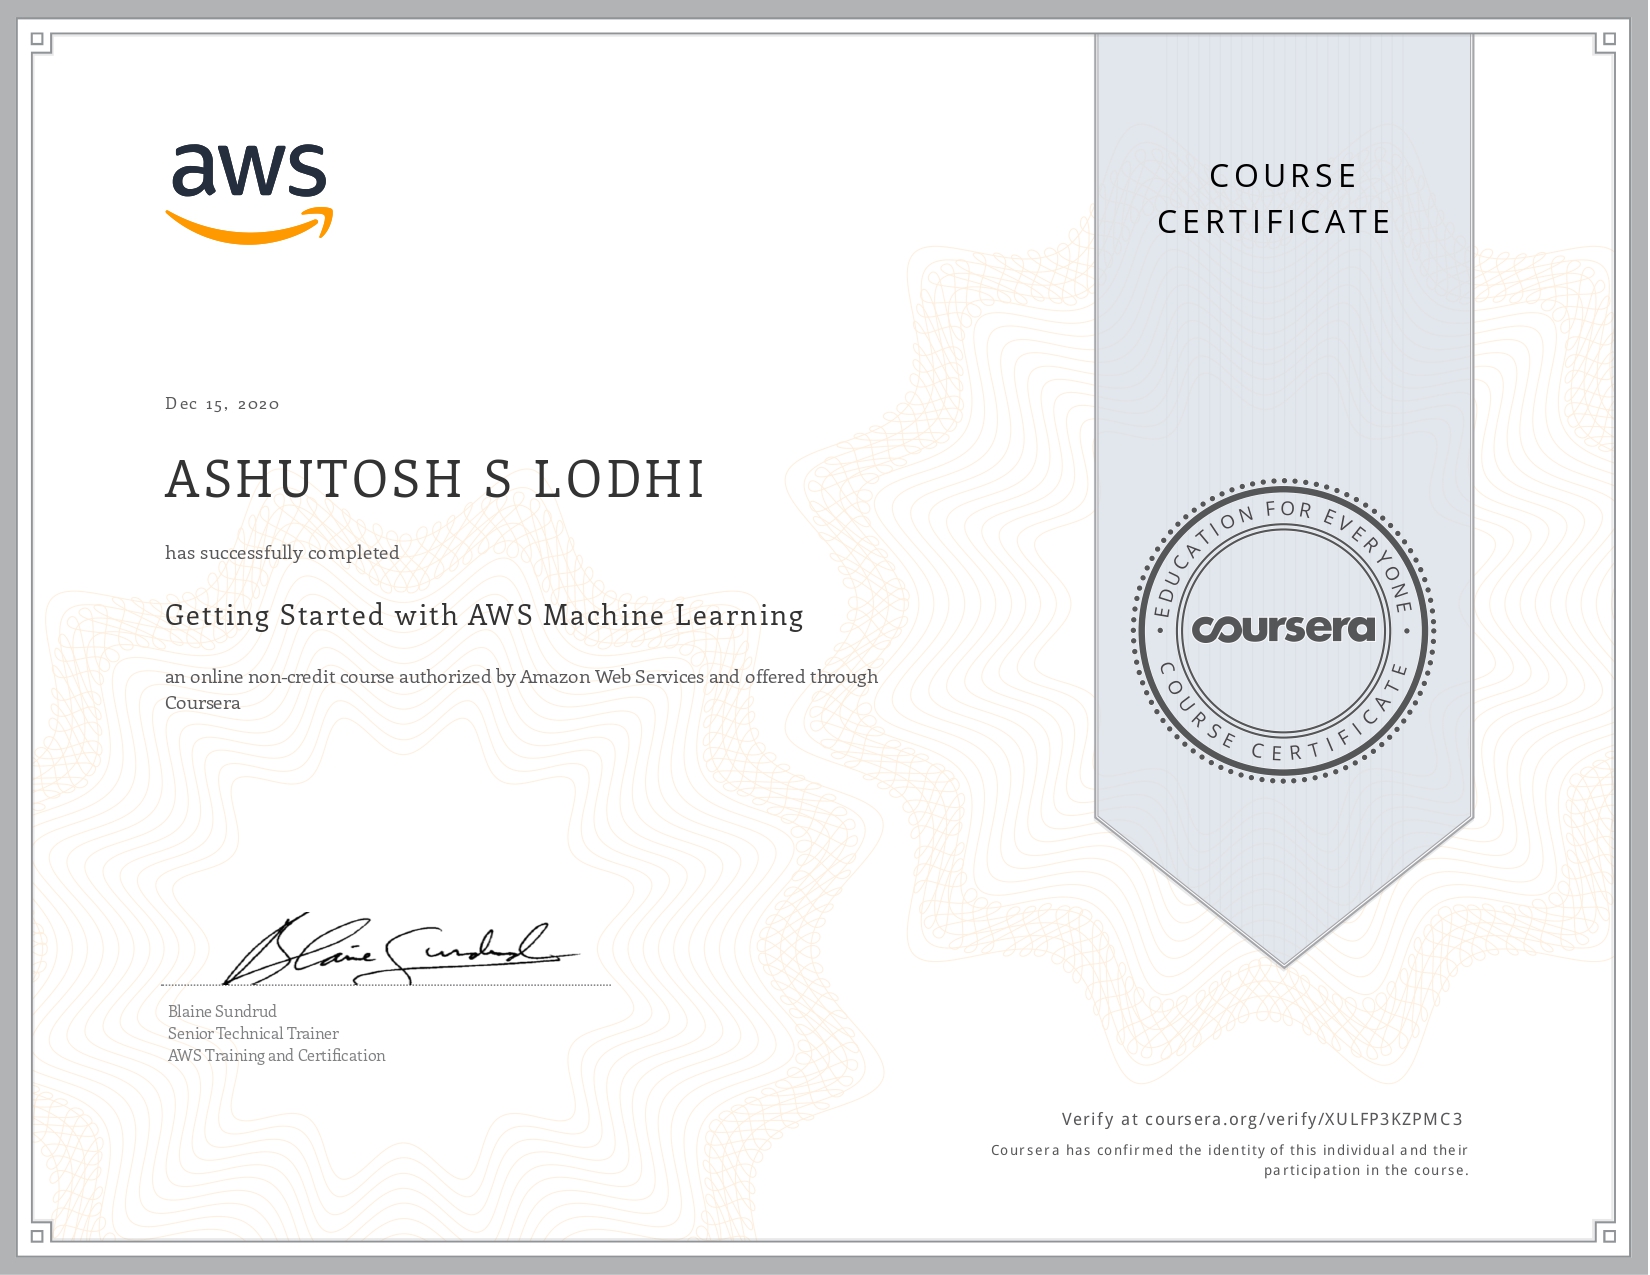 aws
COURSE
CERTIFICATE
Dec 15, 2020
ASHUTOSH S LODHI
has successfully completed
Getting Started with AWS Machine Learning
an online non-credit course authorized by Amazon Web Services and offered through
Coursera
EDUCATION FOR EVERYONE
coursera
COURSE CERTIFICATE
Blaine Sundrud
Blaine Sundrud
Senior Technical Trainer
AWS Training and Certification
Verify at coursera.org/verify/XULFP3KZPMC3
Coursera has confirmed the identity of this individual and their
participation in the course.